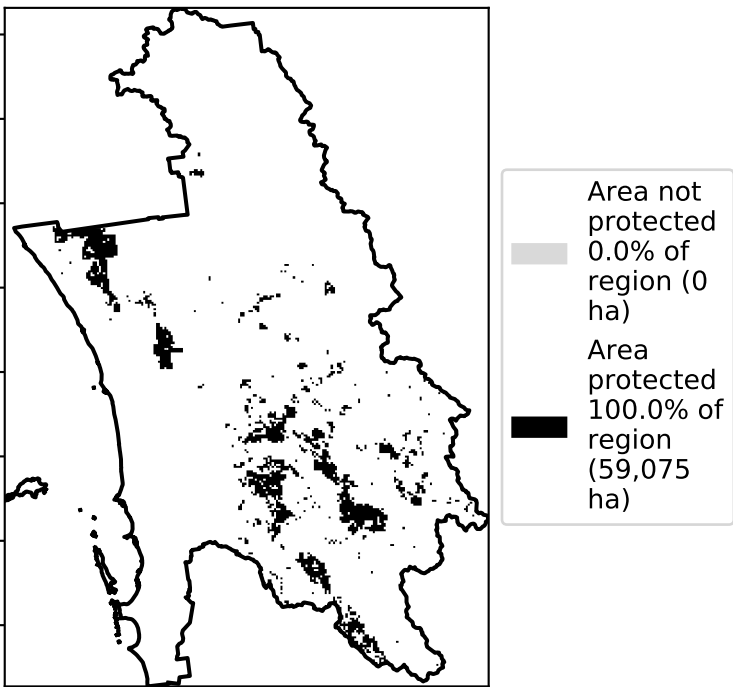 Area not
protected
0.0% of
region (0
ha)
Area
protected
100.0% of
region
(59,075
ha)